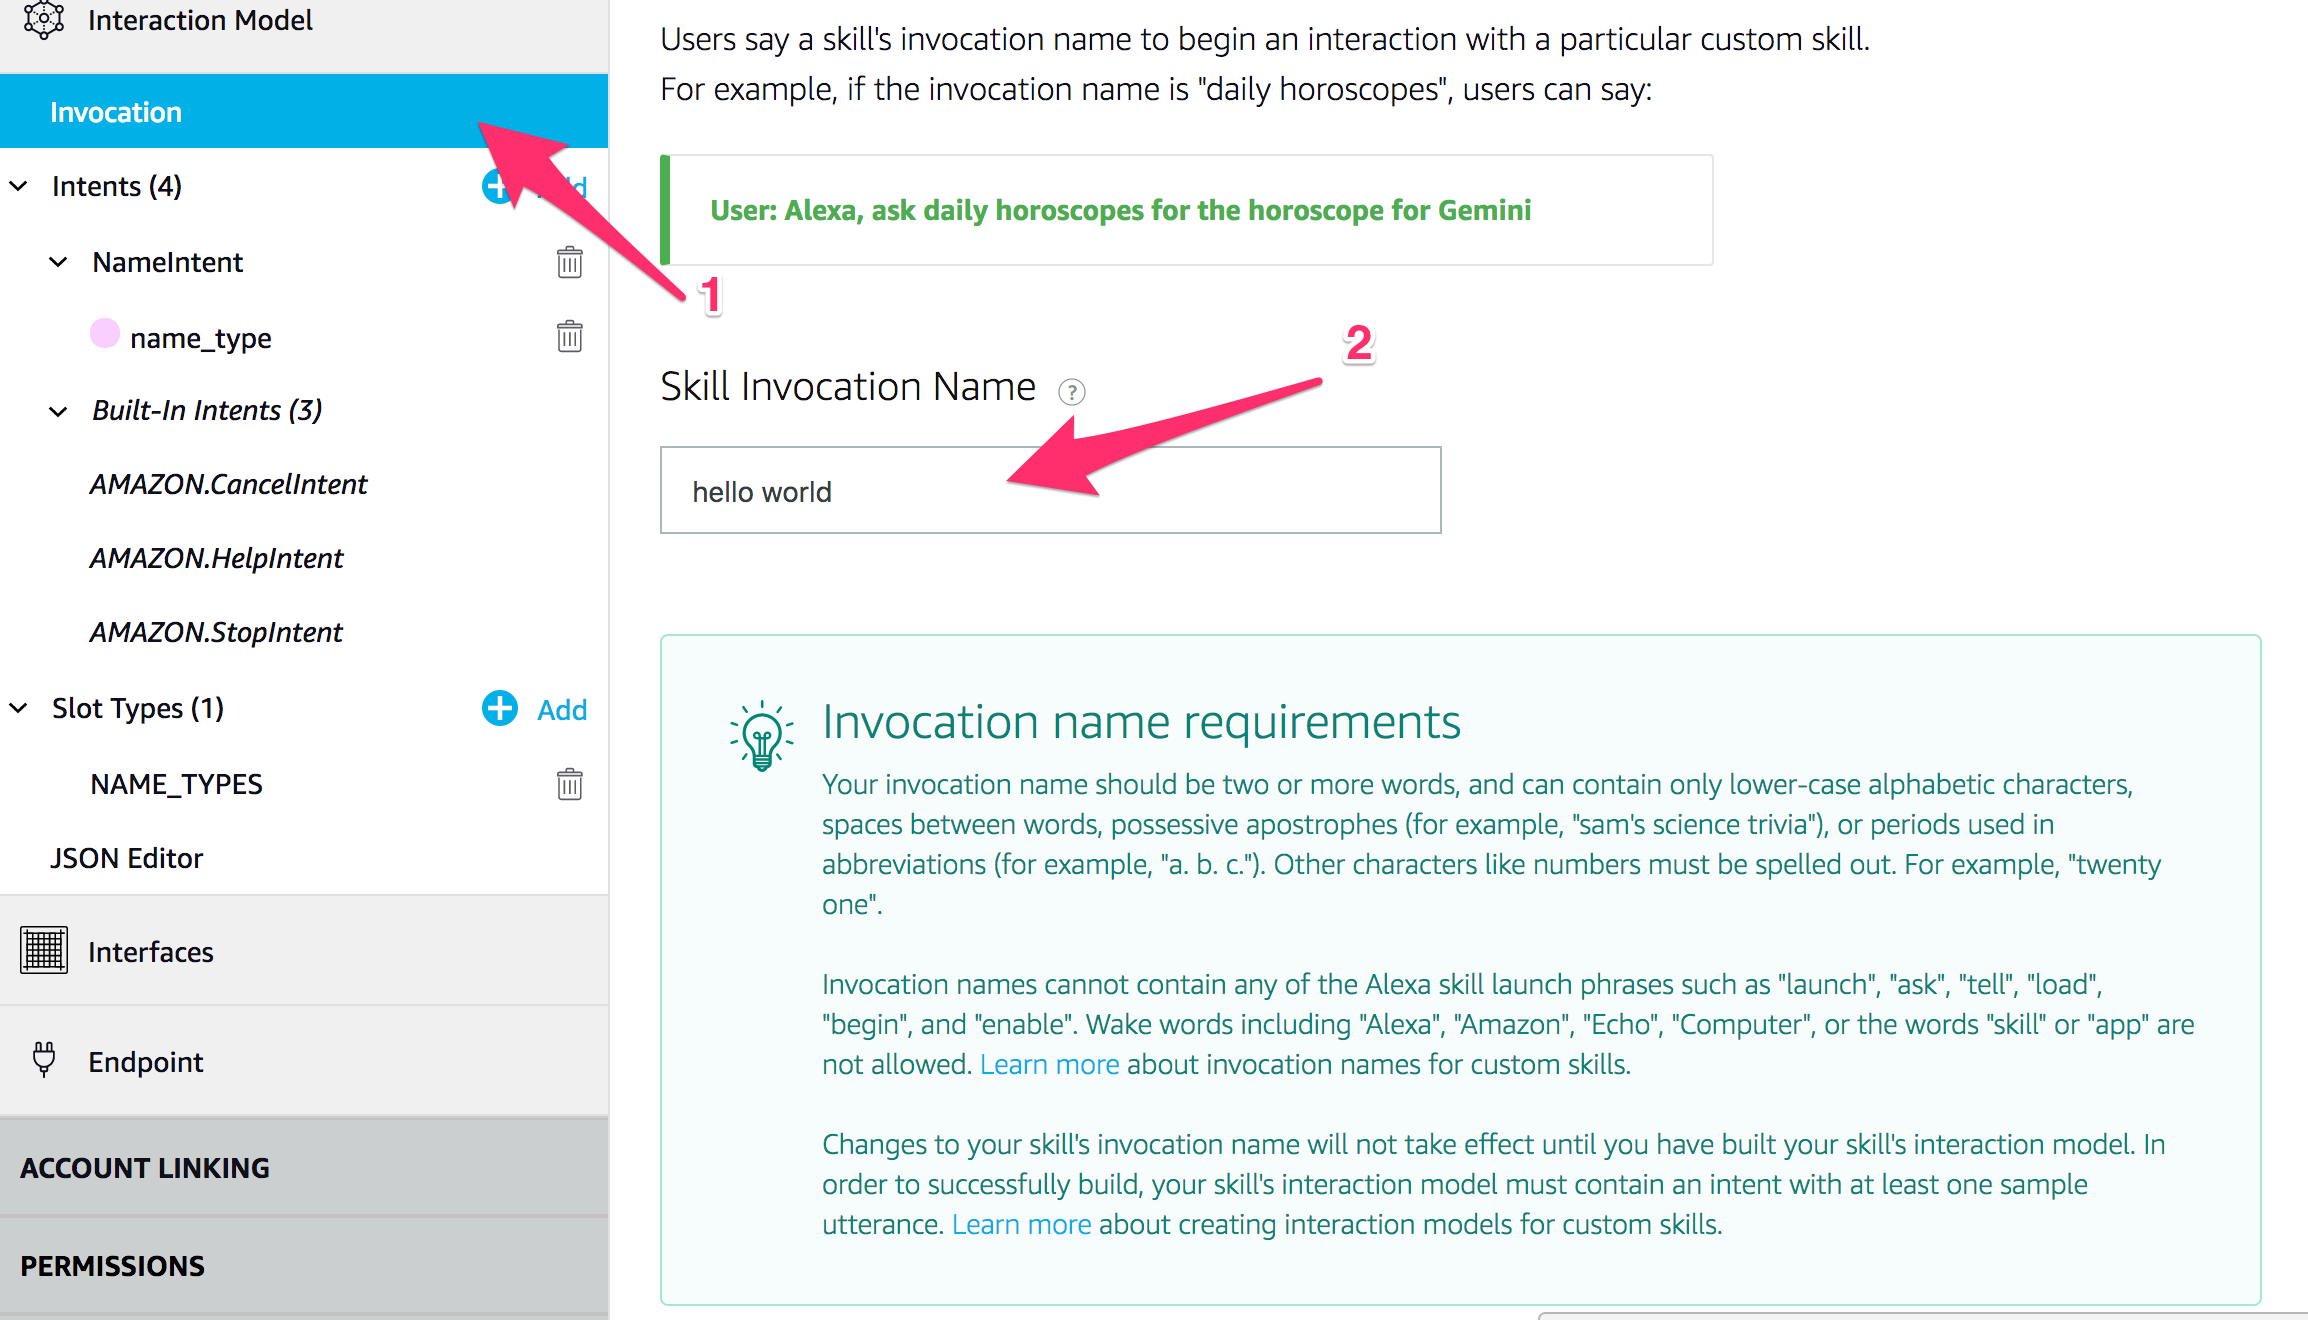 Interaction Model
Invocation
Intents (4)
NameIntent
name_type
Built-In Intents (3)
AMAZON.CancelIntent
AMAZON.HelpIntent
AMAZON.StopIntent
Slot Types (1)
Add
NAME_TYPES
JSON Editor
Interfaces
Endpoint
ACCOUNT LINKING
PERMISSIONS
Users say a skill's invocation name to begin an interaction with a particular custom skill.
For example, if the invocation name is "daily horoscopes", users can say:
User: Alexa, ask daily horoscopes for the horoscope for Gemini
1
2
Skill Invocation Name ?
hello world
Invocation name requirements
Your invocation name should be two or more words, and can contain only lower-case alphabetic characters,
spaces between words, possessive apostrophes (for example, "sam's science trivia"), or periods used in
abbreviations (for example, "a. b. c."). Other characters like numbers must be spelled out. For example, "twenty
one".
Invocation names cannot contain any of the Alexa skill launch phrases such as "launch", "ask", "tell", "load",
"begin", and "enable". Wake words including "Alexa", "Amazon", "Echo", "Computer", or the words "skill" or "app" are
not allowed. Learn more about invocation names for custom skills.
Changes to your skill's invocation name will not take effect until you have built your skill's interaction model. In
order to successfully build, your skill's interaction model must contain an intent with at least one sample
utterance. Learn more about creating interaction models for custom skills.